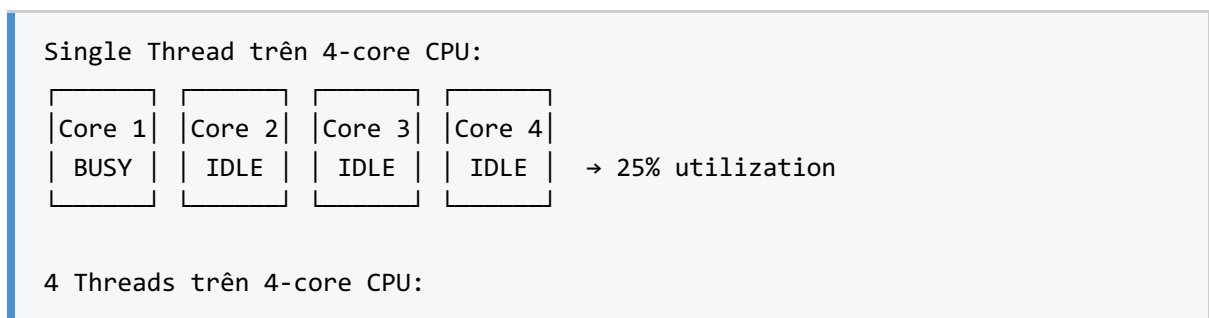 Single Thread trên 4-core CPU:
┌──────┐ ┌──────┐ ┌──────┐ ┌──────┐
│Core 1│ │Core 2│ │Core 3│ │Core 4│
│ BUSY │ │ IDLE │ │ IDLE │ │ IDLE │ → 25% utilization
└──────┘ └──────┘ └──────┘ └──────┘
4 Threads trên 4-core CPU: